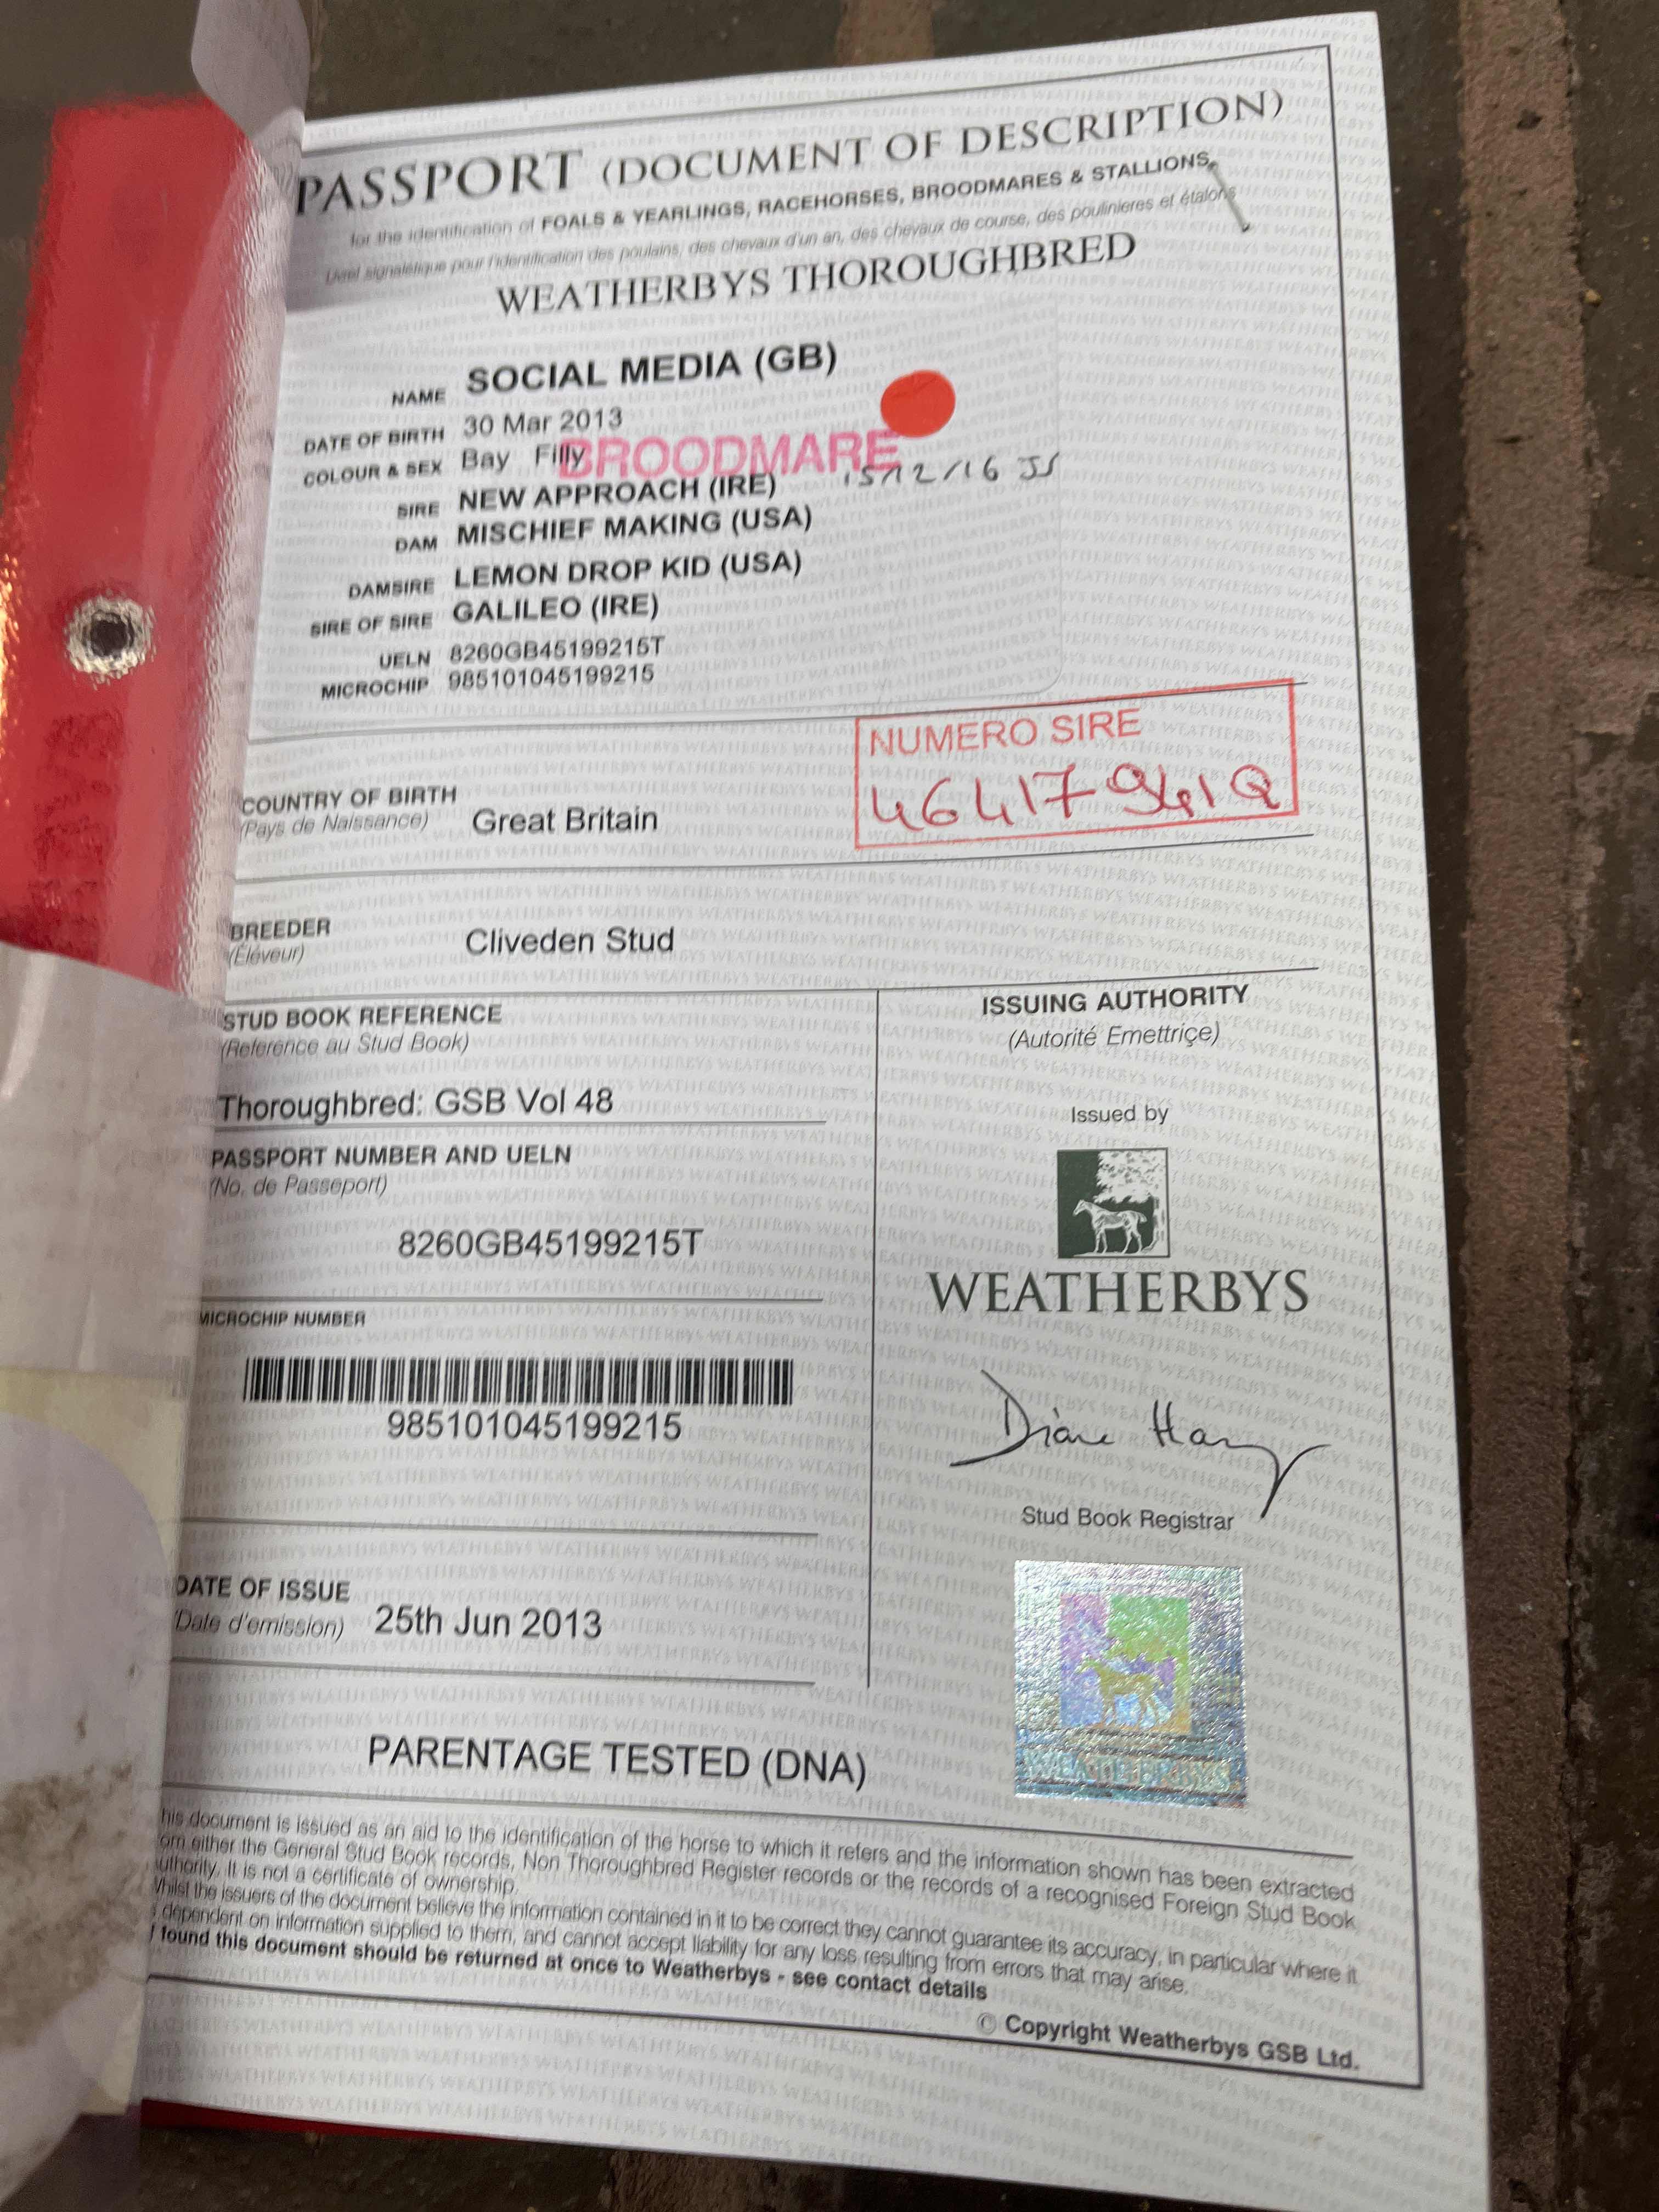 PASSPORT (DOCUMENT OF DESCRIPTION)
for the identification of FOALS & YEARLINGS, RACEHORSES, BROODMARES & STALLIONS.
Livret signaletique pour l'identification des poulains, des chevaux d'un an, des chevaux de course, des poulinieres et étalons
WEATHERBYS THOROUGHBRED
NAME SOCIAL MEDIA (GB)
DATE OF BIRTH 30 Mar 2013
COLOUR & SEX Bay Filly
BROODMARE
15/12/16 JS
SIRE NEW APPROACH (IRE)
DAM MISCHIEF MAKING (USA)
DAMSIRE LEMON DROP KID (USA)
SIRE OF SIRE GALILEO (IRE)
UELN 8260GB45199215T
MICROCHIP 985101045199215
NUMERO SIRE
COUNTRY OF BIRTH
(Pays de Naissance) Great Britain
BREEDER
(Éleveur) Cliveden Stud
STUD BOOK REFERENCE
(Reference au Stud Book)
Thoroughbred: GSB Vol 48
PASSPORT NUMBER AND UELN
(No. de Passeport)
8260GB45199215T
MICROCHIP NUMBER
985101045199215
DATE OF ISSUE
(Date d'emission) 25th Jun 2013
ISSUING AUTHORITY
(Autorité Emettriçe)
Issued by
WEATHERBYS
Diane Harvey
Stud Book Registrar
WEATHERBYS
PARENTAGE TESTED (DNA)
his document is issued as an aid to the identification of the horse to which it refers and the information shown has been extracted
om either the General Stud Book records, Non Thoroughbred Register records or the records of a recognised Foreign Stud Book
uthority. It is not a certificate of ownership.
Whilst the issuers of the document believe the information contained in it to be correct they cannot guarantee its accuracy, in particular where it
s dependent on information supplied to them, and cannot accept liability for any loss resulting from errors that may arise.
f found this document should be returned at once to Weatherbys - see contact details
© Copyright Weatherbys GSB Ltd.